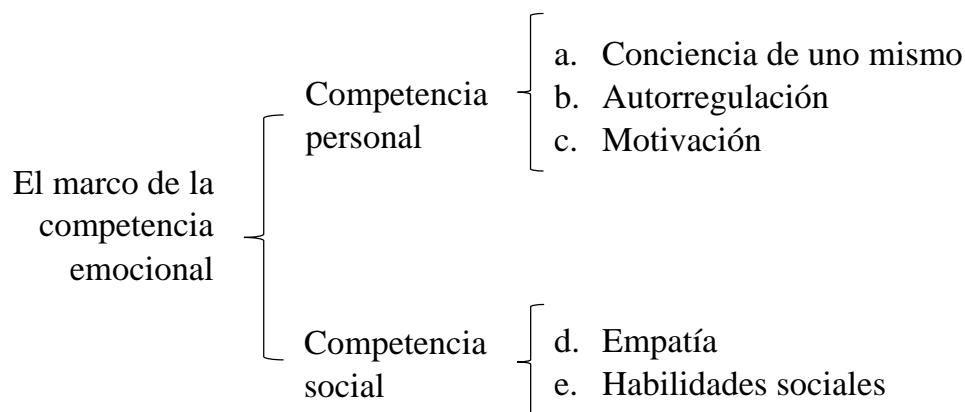 El marco de la
competencia
emocional
Competencia
personal
a. Conciencia de uno mismo
b. Autorregulación
c. Motivación
Competencia
social
d. Empatía
e. Habilidades sociales